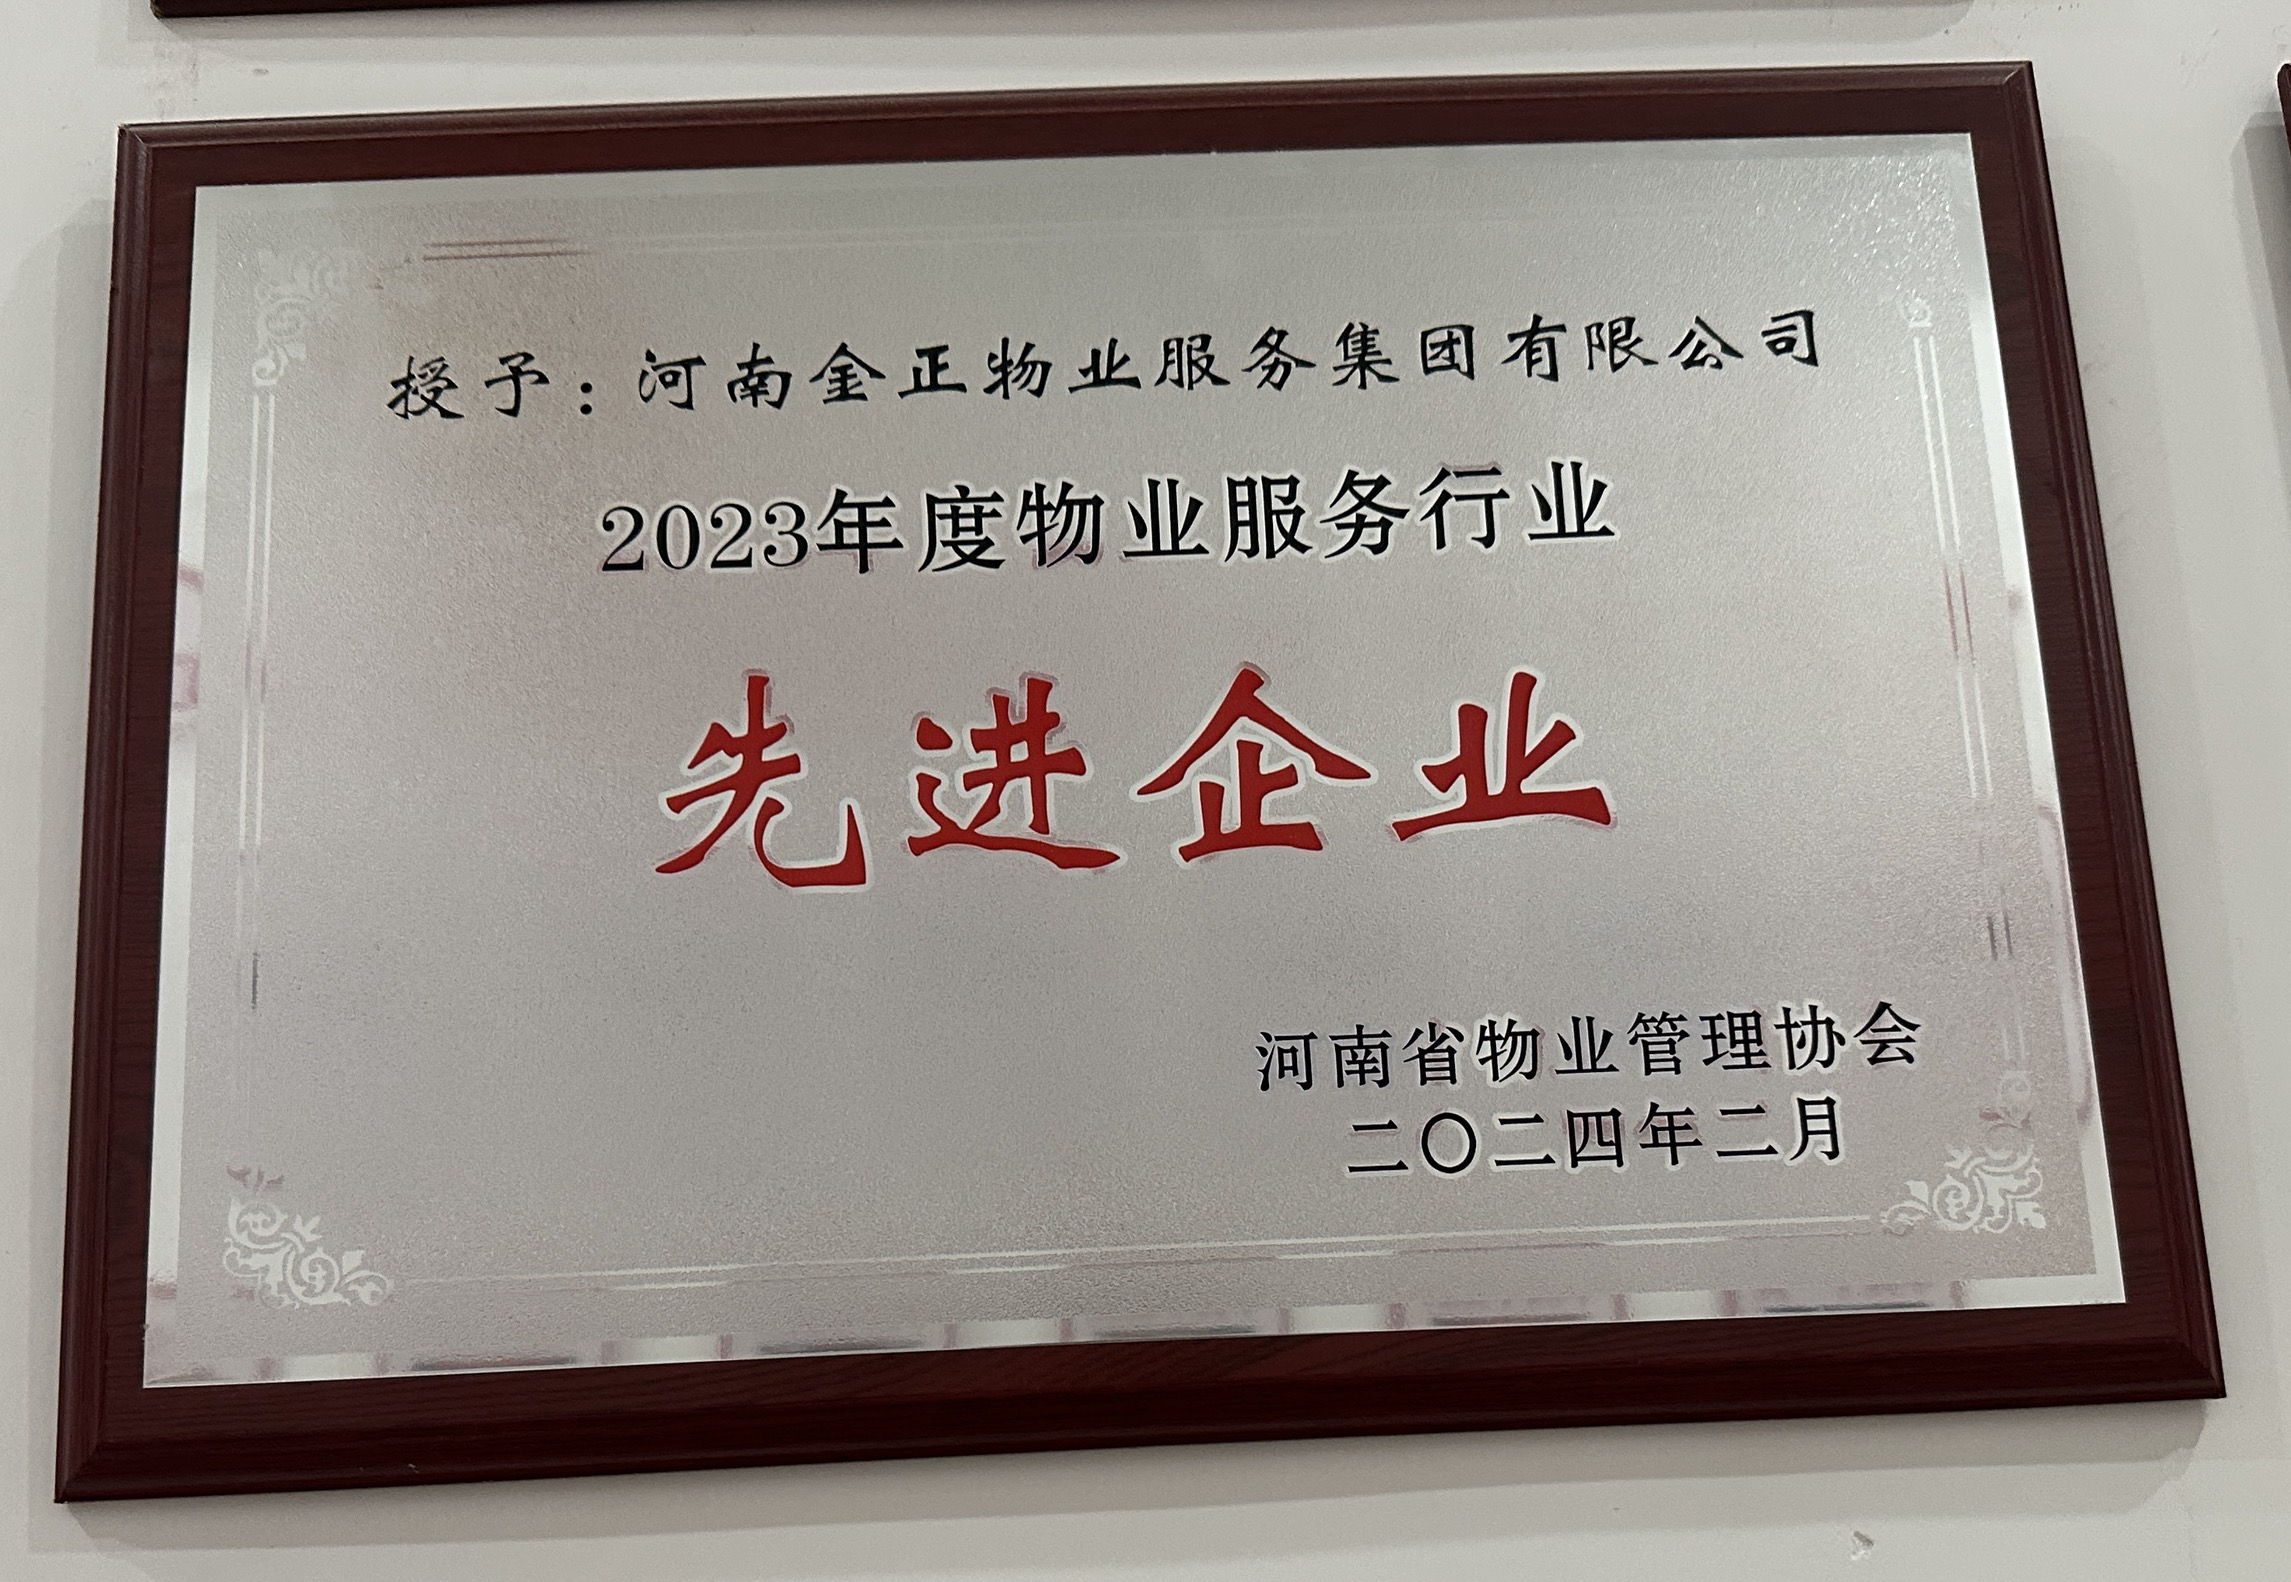 授予：河南金正物业服务集团有限公司
2023年度物业服务行业
先进企业
河南省物业管理协会
二〇二四年二月